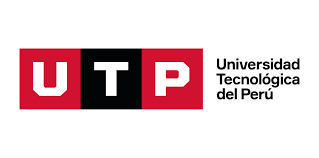 UTP
Universidad
Tecnológica
del Perú